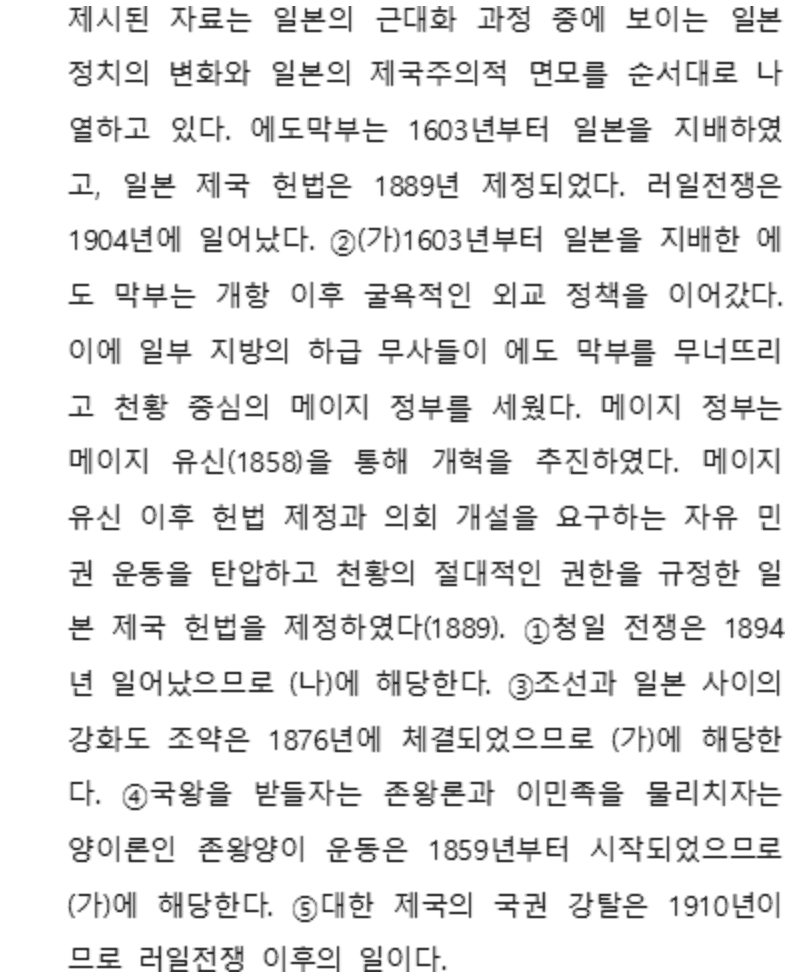 제시된 자료는 일본의 근대화 과정 중에 보이는 일본
정치의 변화와 일본의 제국주의적 면모를 순서대로 나
열하고 있다. 에도막부는 1603년부터 일본을 지배하였
고, 일본 제국 헌법은 1889년 제정되었다. 러일전쟁은
1904년에 일어났다. ②(가)1603년부터 일본을 지배한 에
도 막부는 개항 이후 굴욕적인 외교 정책을 이어갔다.
이에 일부 지방의 하급 무사들이 에도 막부를 무너뜨리
고 천황 중심의 메이지 정부를 세웠다. 메이지 정부는
메이지 유신(1858)을 통해 개혁을 추진하였다. 메이지
유신 이후 헌법 제정과 의회 개설을 요구하는 자유 민
권 운동을 탄압하고 천황의 절대적인 권한을 규정한 일
본 제국 헌법을 제정하였다(1889). ①청일 전쟁은 1894
년 일어났으므로 (나)에 해당한다. ③조선과 일본 사이의
강화도 조약은 1876년에 체결되었으므로 (가)에 해당한
다. ④국왕을 받들자는 존왕론과 이민족을 물리치자는
양이론인 존왕양이 운동은 1859년부터 시작되었으므로
(가)에 해당한다. ⑤대한 제국의 국권 강탈은 1910년이
므로 러일전쟁 이후의 일이다.